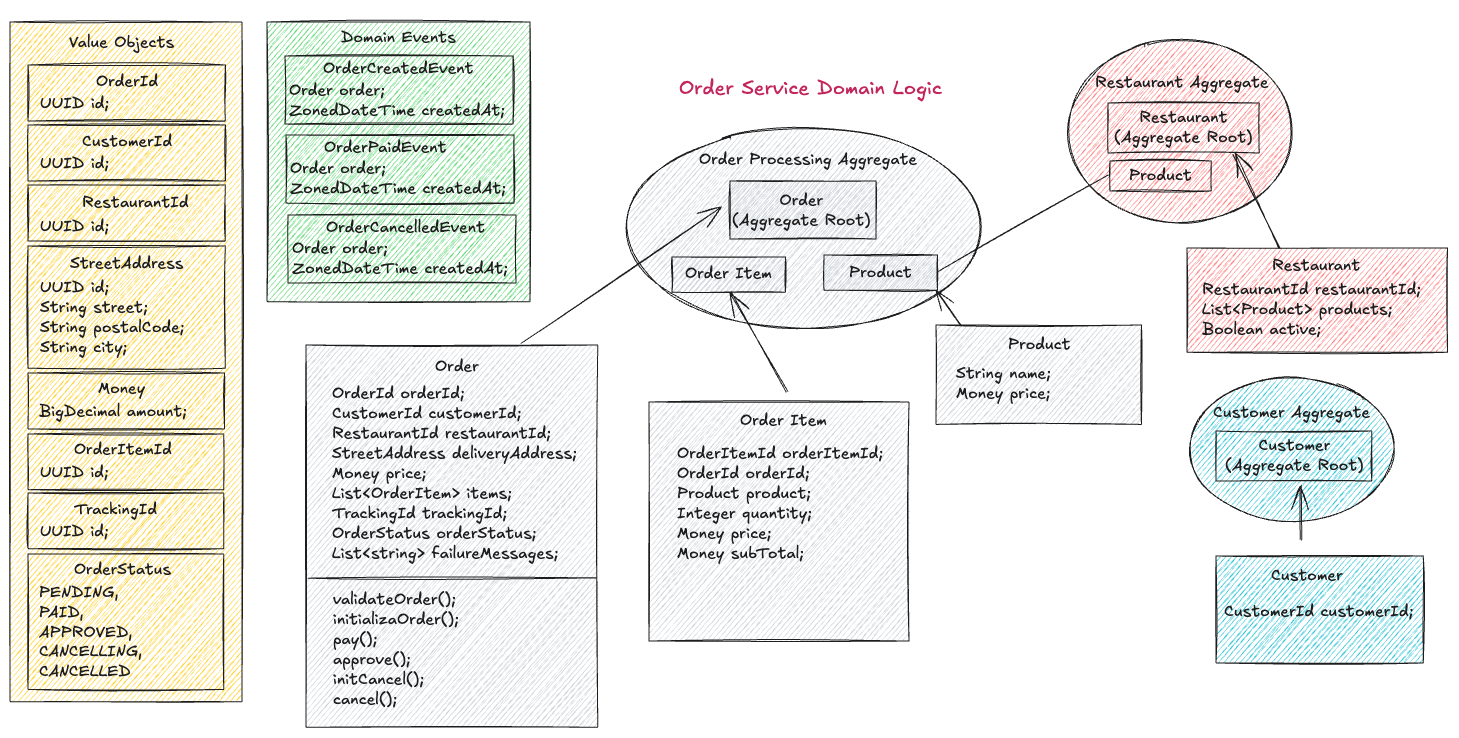 Value Objects
OrderId
UUID id;
CustomerId
UUID id;
RestaurantId
UUID id;
StreetAddress
UUID id;
String street;
String postalCode;
String city;
Money
BigDecimal amount;
OrderItemId
UUID id;
TrackingId
UUID id;
OrderStatus
PENDING,
PAID,
APPROVED,
CANCELLING,
CANCELLED
Domain Events
OrderCreatedEvent
Order order;
ZonedDateTime createdAt;
OrderPaidEvent
Order order;
ZonedDateTime createdAt;
OrderCancelledEvent
Order order;
ZonedDateTime createdAt;
Order Service Domain Logic
Order Processing Aggregate
Order
(Aggregate Root)
Order Item
Product
Order
OrderId orderId;
CustomerId customerId;
RestaurantId restaurantId;
StreetAddress deliveryAddress;
Money price;
List<OrderItem> items;
TrackingId trackingId;
OrderStatus orderStatus;
List<string> failureMessages;
validateOrder();
initializaOrder();
pay();
approve();
initCancel();
cancel();
Order Item
OrderItemId orderItemId;
OrderId orderId;
Product product;
Integer quantity;
Money price;
Money subTotal;
Product
String name;
Money price;
Restaurant Aggregate
Restaurant
(Aggregate Root)
Product
Restaurant
RestaurantId restaurantId;
List<Product> products;
Boolean active;
Customer Aggregate
Customer
(Aggregate Root)
Customer
CustomerId customerId;